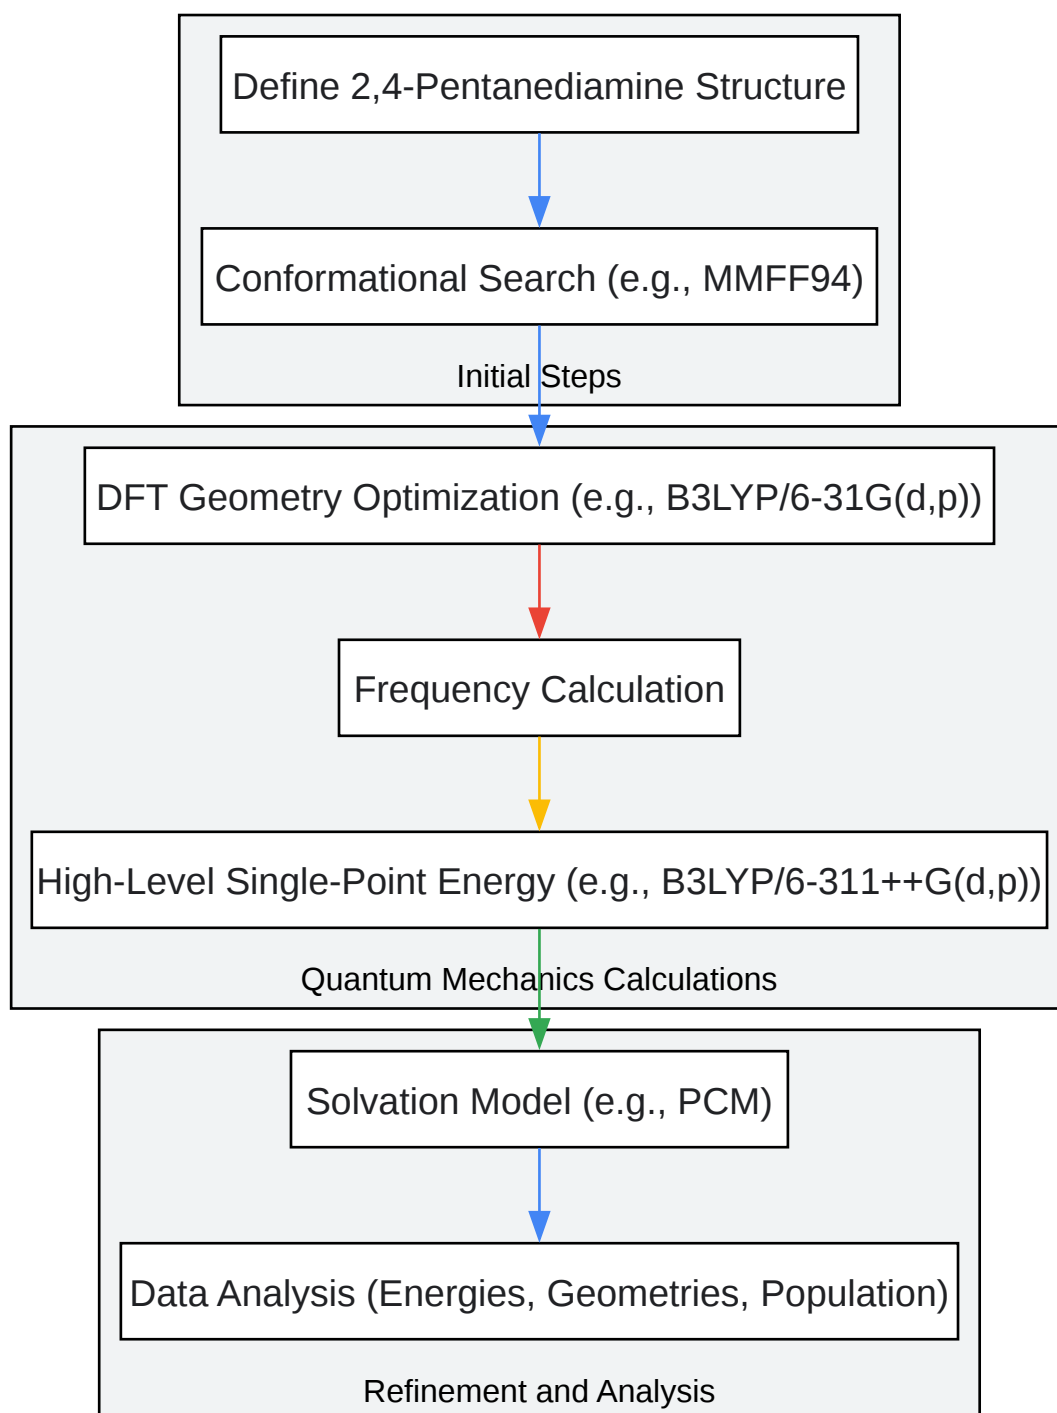 Define 2,4-Pentanediamine Structure
Conformational Search (e.g., MMFF94)
Initial Steps
DFT Geometry Optimization (e.g., B3LYP/6-31G(d,p))
Frequency Calculation
High-Level Single-Point Energy (e.g., B3LYP/6-311++G(d,p))
Quantum Mechanics Calculations
Solvation Model (e.g., PCM)
Data Analysis (Energies, Geometries, Population)
Refinement and Analysis